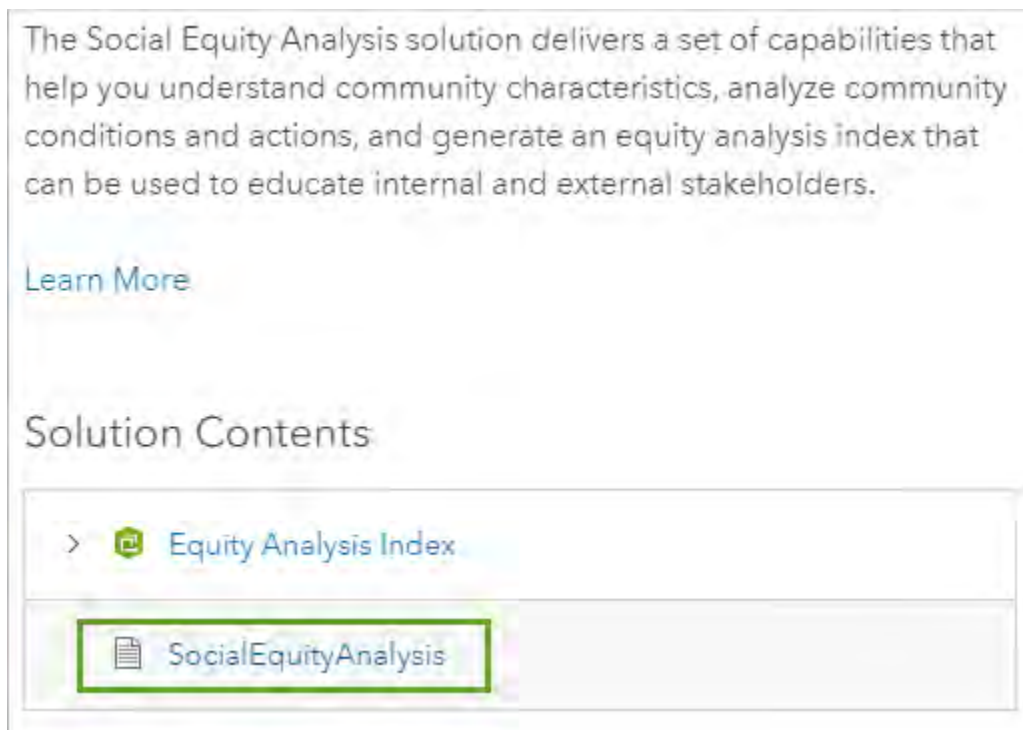 The Social Equity Analysis solution delivers a set of capabilities that
help you understand community characteristics, analyze community
conditions and actions, and generate an equity analysis index that
can be used to educate internal and external stakeholders.
Learn More
Solution Contents
Equity Analysis Index
SocialEquityAnalysis